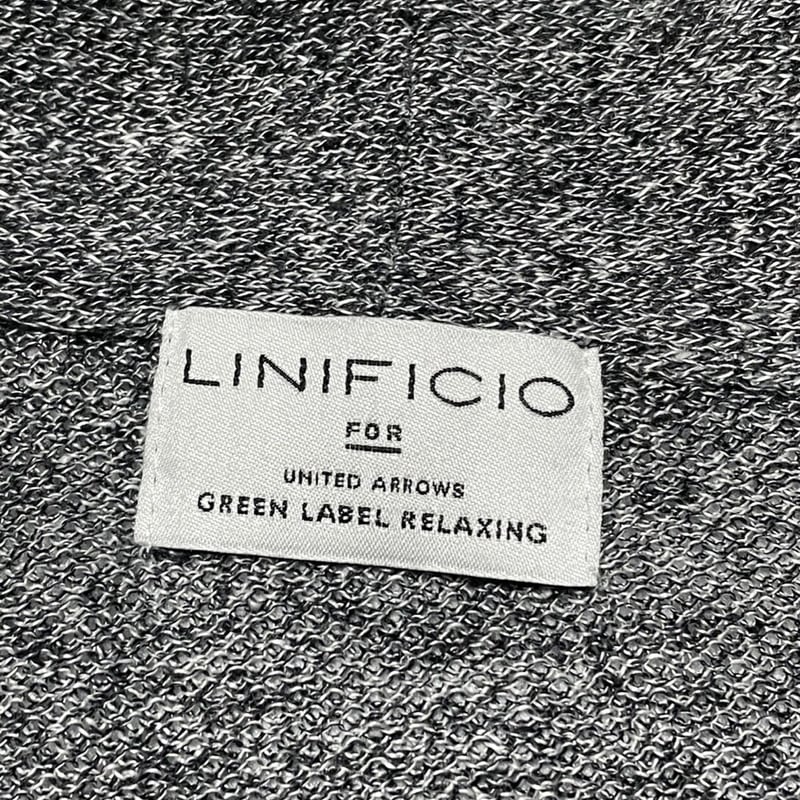 LINIFICIO
FOR
UNITED ARROWS
GREEN LABEL RELAXING